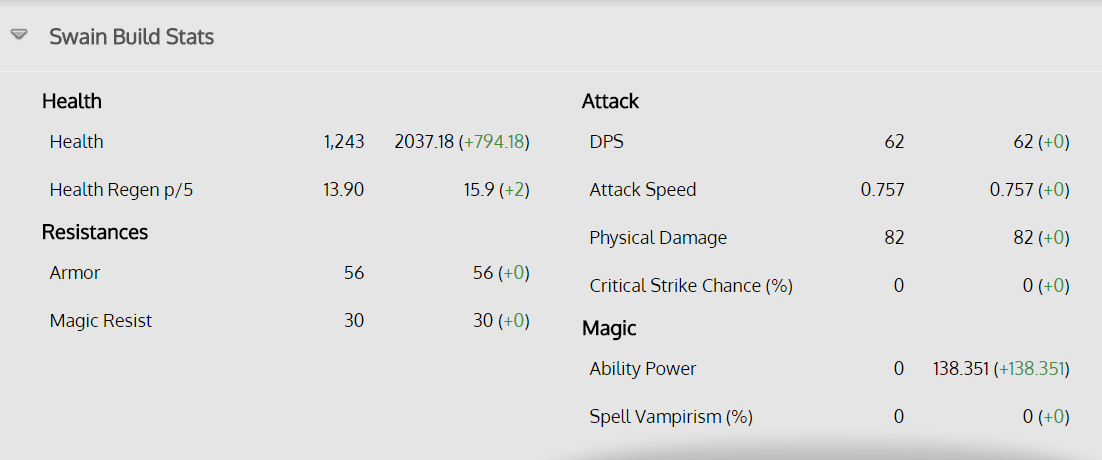 Swain Build Stats
Health
Health 1,243 2037.18 (+794.18)
Health Regen p/5 13.90 15.9 (+2)
Resistances
Armor 56 56 (+0)
Magic Resist 30 30 (+0)
Attack
DPS 62 62 (+0)
Attack Speed 0.757 0.757 (+0)
Physical Damage 82 82 (+0)
Critical Strike Chance (%) 0 0 (+0)
Magic
Ability Power 0 138.351 (+138.351)
Spell Vampirism (%) 0 0 (+0)